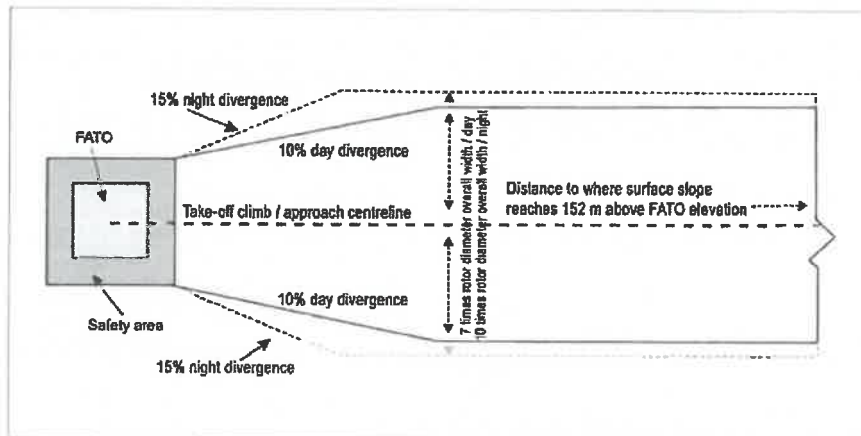 15% night divergence
FATO
10% day divergence
Take-off climb / approach centreline
7 times rotor diameter overall width / day
10 times rotor diameter overall width / night
Distance to where surface slope
reaches 152 m above FATO elevation
10% day divergence
Safety area
15% night divergence